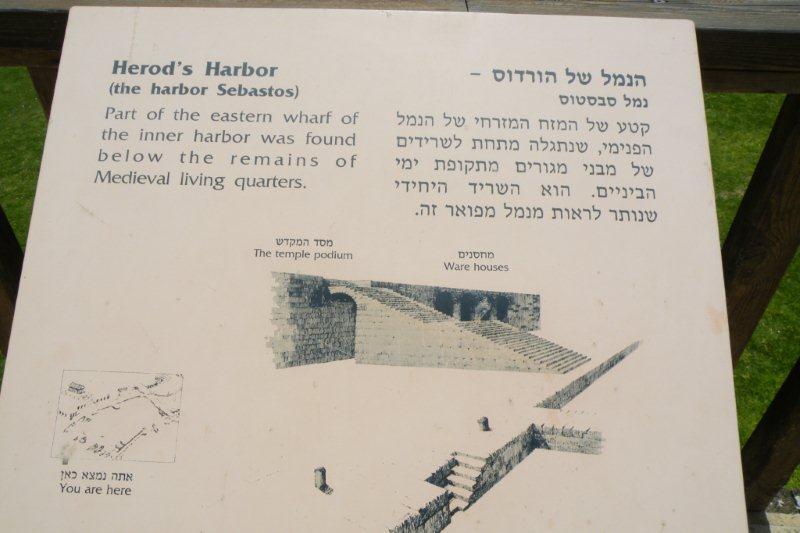 Herod's Harbor
(the harbor Sebastos)
Part of the eastern wharf of
the inner harbor was found
below the remains of
Medieval living quarters.
הנמל של הורדוס –
נמל סבסטוס
קטע של המזח המזרחי של הנמל
הפנימי, שנתגלה מתחת לשרידים
של מבני מגורים מתקופת ימי
הביניים. הוא השריד היחידי
שנותר לראות מנמל מפואר זה.
מסד המקדש
The temple podium
מחסנים
Ware houses
אתה נמצא כאן
You are here